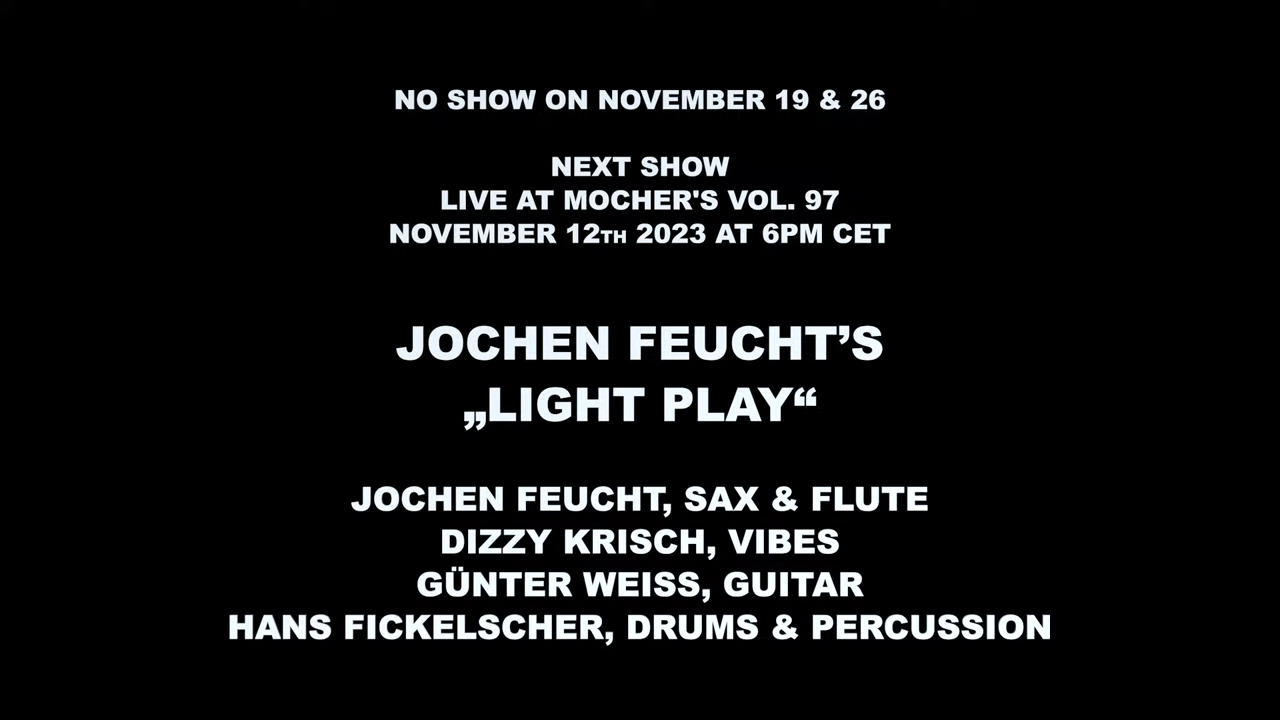 NO SHOW ON NOVEMBER 19 & 26
NEXT SHOW
LIVE AT MOCHER'S VOL. 97
NOVEMBER 12TH 2023 AT 6PM CET
JOCHEN FEUCHT’S
„LIGHT PLAY“
JOCHEN FEUCHT, SAX & FLUTE
DIZZY KRISCH, VIBES
GÜNTER WEISS, GUITAR
HANS FICKELSCHER, DRUMS & PERCUSSION